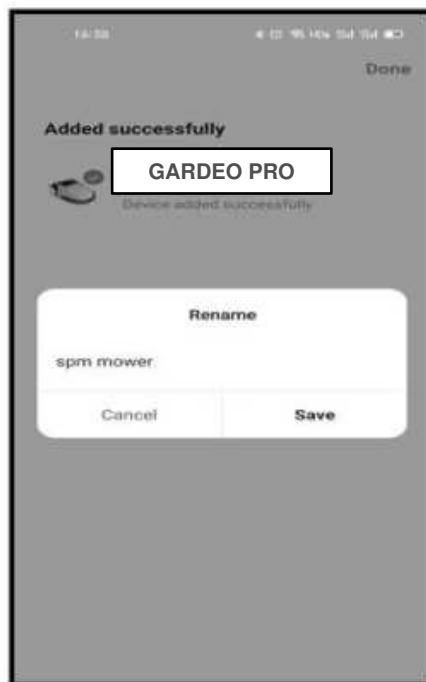 Done
Added successfully
GARDEO PRO
Device added successfully
Rename
spm mower
Cancel
Save